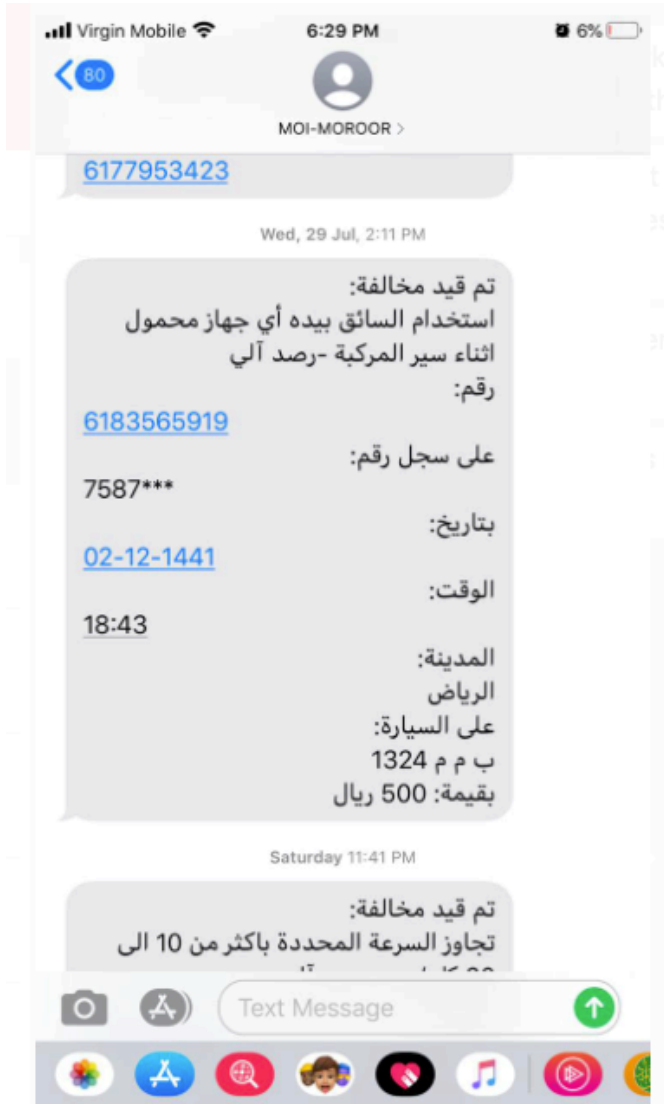 Virgin Mobile
6:29 PM
6%
80
MOI-MOROOR >
6177953423
Wed, 29 Jul, 2:11 PM
تم قيد مخالفة:
استخدام السائق بيده أي جهاز محمول
اثناء سير المركبة -رصد آلي
رقم:
6183565919
على سجل رقم:
7587***
بتاريخ:
02-12-1441
الوقت:
18:43
المدينة:
الرياض
على السيارة:
ب م م 1324
بقيمة: 500 ريال
Saturday 11:41 PM
تم قيد مخالفة:
تجاوز السرعة المحددة باكثر من 10 الى
Text Message